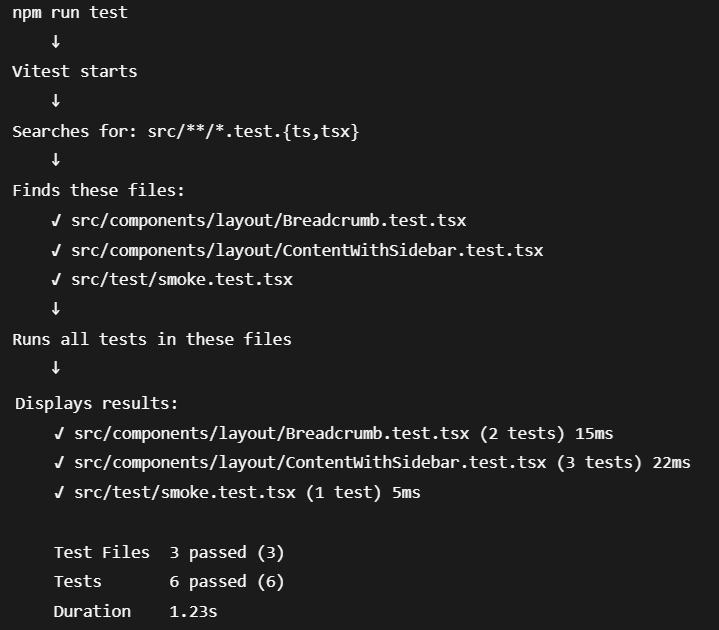 npm run test
↓
Vitest starts
↓
Searches for: src/**/*.test.{ts,tsx}
↓
Finds these files:
✓ src/components/layout/Breadcrumb.test.tsx
✓ src/components/layout/ContentWithSidebar.test.tsx
✓ src/test/smoke.test.tsx
↓
Runs all tests in these files
↓
Displays results:
✓ src/components/layout/Breadcrumb.test.tsx (2 tests) 15ms
✓ src/components/layout/ContentWithSidebar.test.tsx (3 tests) 22ms
✓ src/test/smoke.test.tsx (1 test) 5ms
Test Files  3 passed (3)
Tests       6 passed (6)
Duration    1.23s